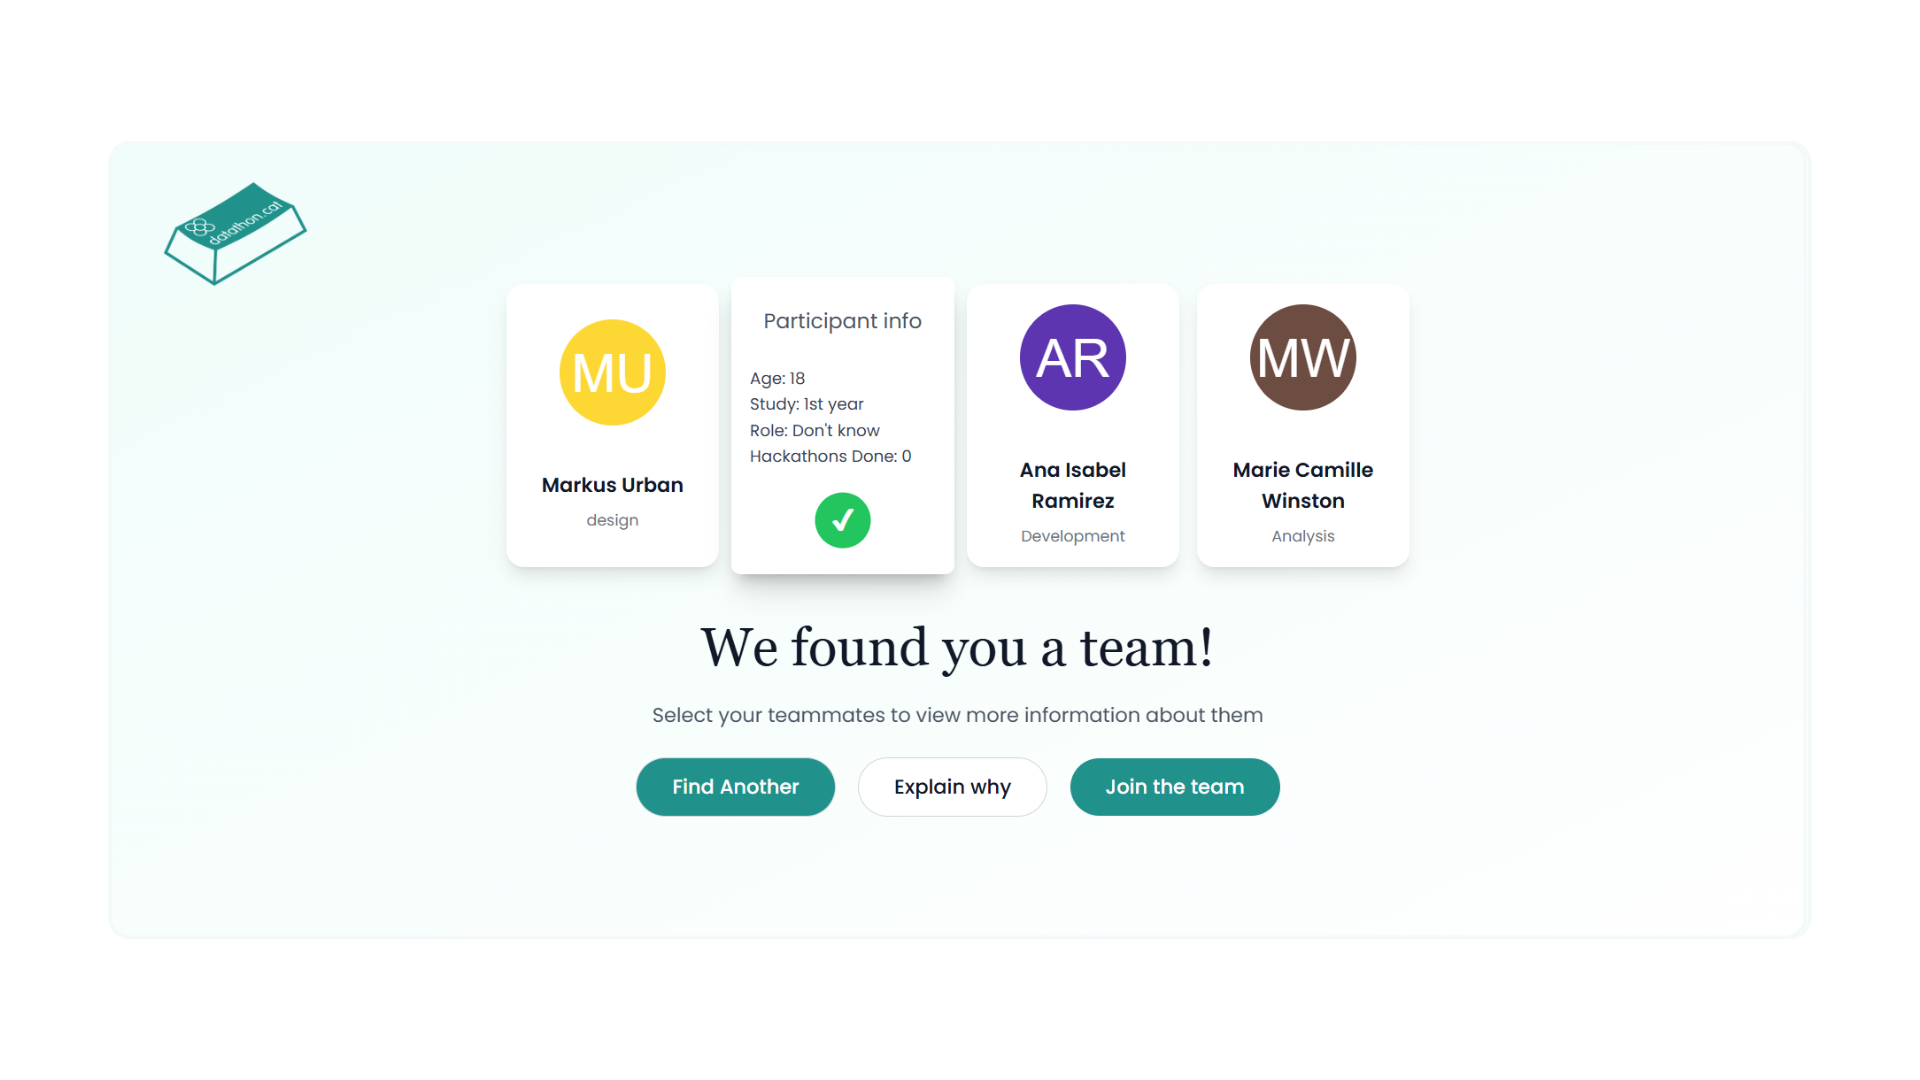 datathon.cat
MU
Markus Urban
design
Participant info
Age: 18
Study: 1st year
Role: Don't know
Hackathons Done: 0
AR
Ana Isabel
Ramirez
Development
MW
Marie Camille
Winston
Analysis
We found you a team!
Select your teammates to view more information about them
Find Another
Explain why
Join the team